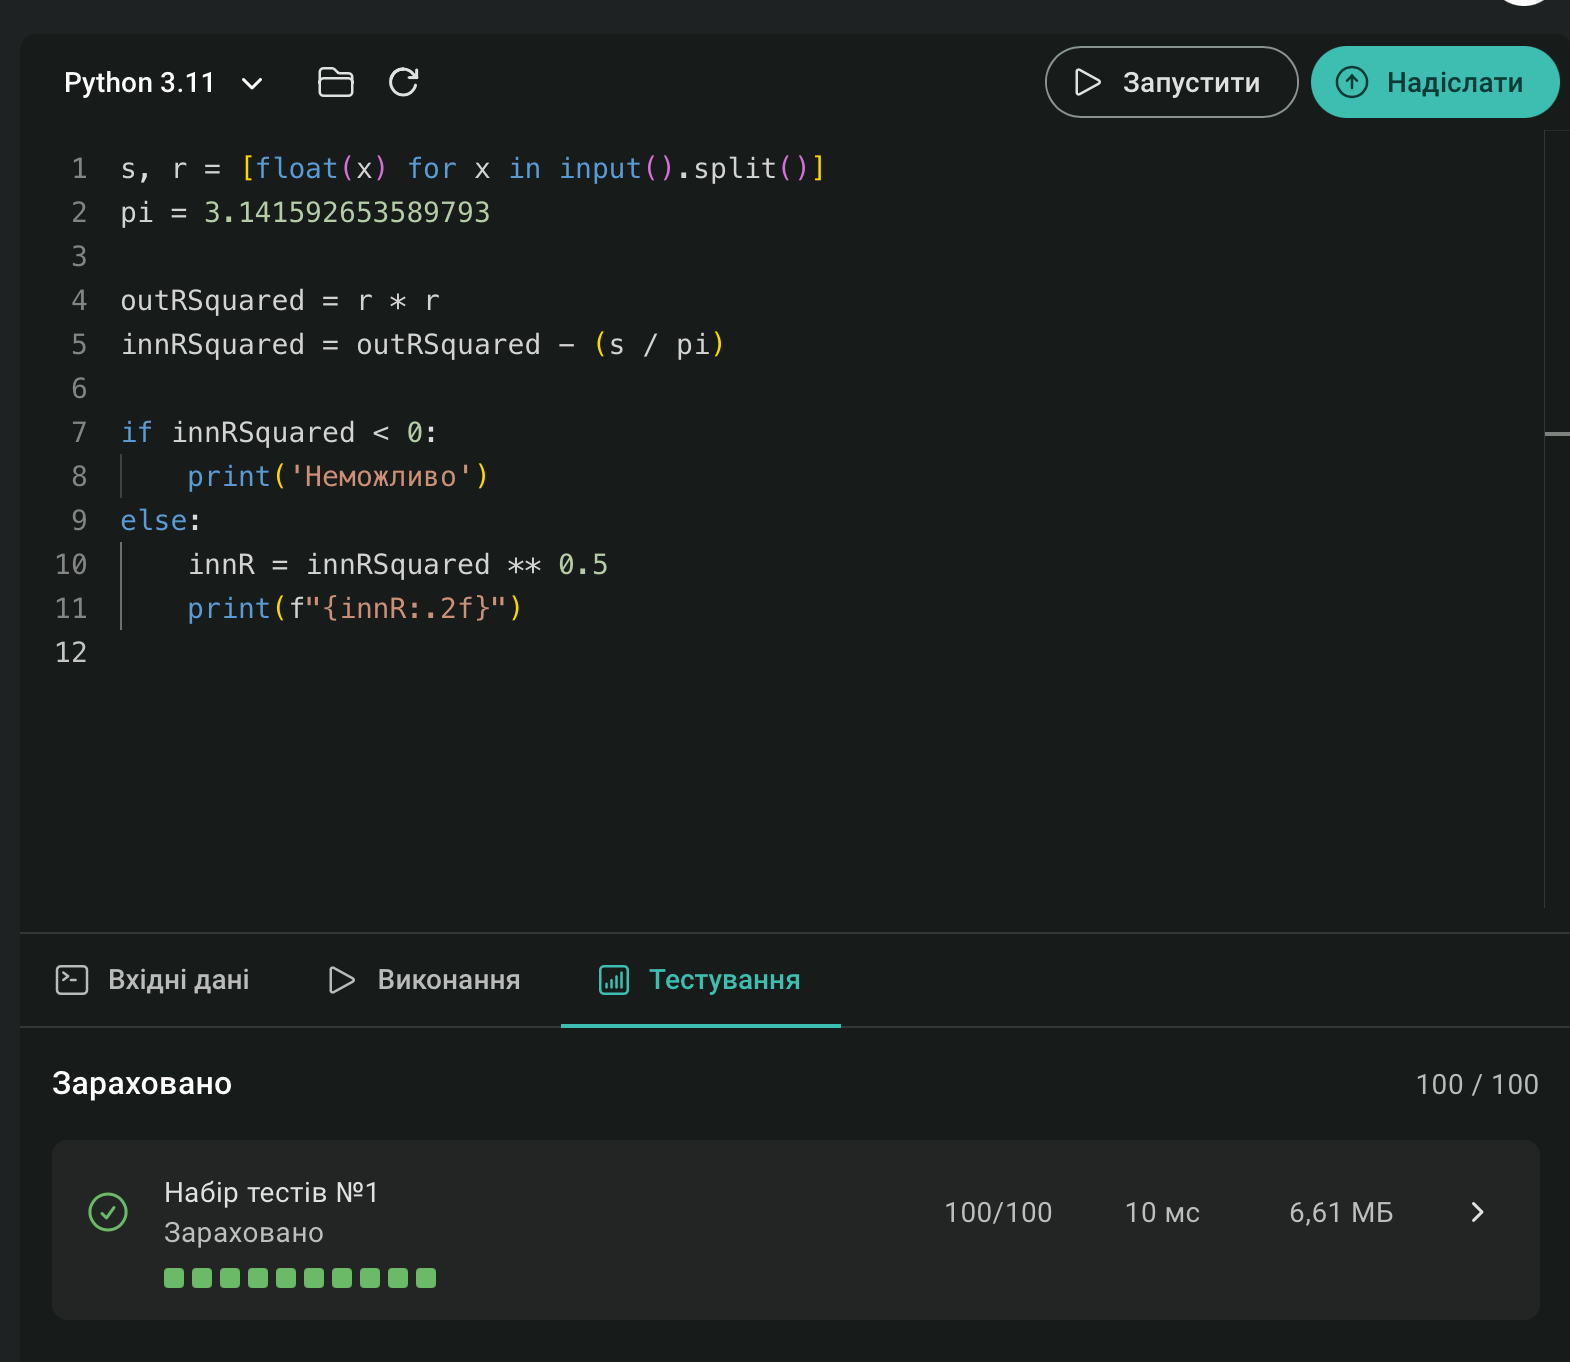 Python 3.11
Запустити
Надіслати
1 s, r = [float(x) for x in input().split()]
2 pi = 3.141592653589793
3
4 outRSquared = r * r
5 innRSquared = outRSquared - (s / pi)
6
7 if innRSquared < 0:
8     print('Неможливо')
9 else:
10     innR = innRSquared ** 0.5
11     print(f"{innR:.2f}")
12
Вхідні дані
Виконання
Тестування
Зараховано
100 / 100
Набір тестів №1
Зараховано
100/100
10 мс
6,61 МБ